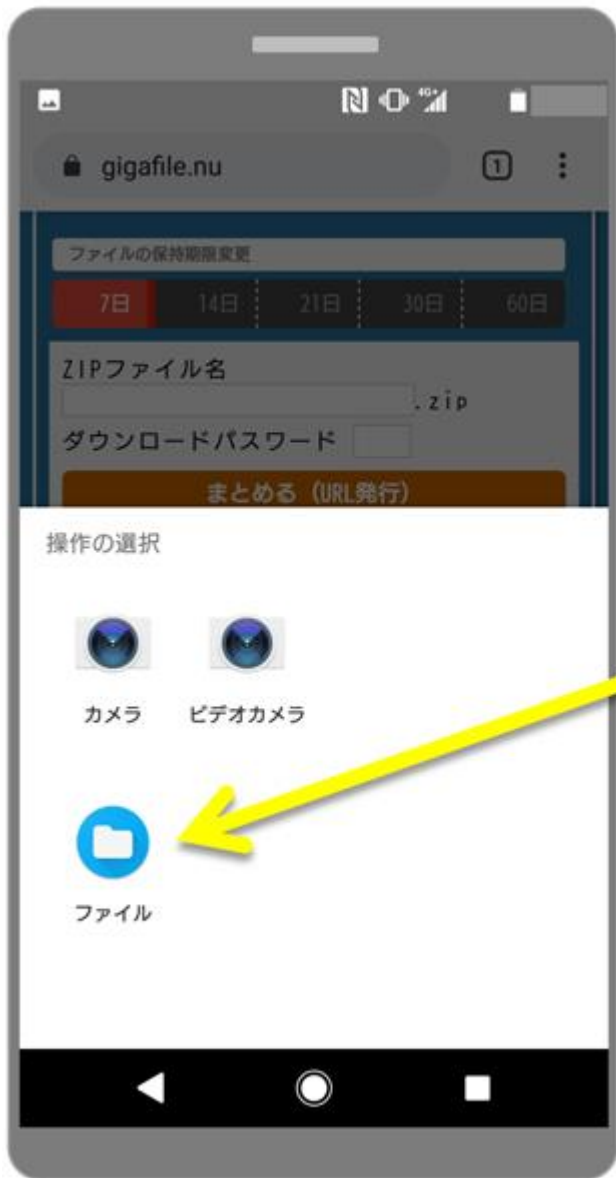 4G+
gigafile.nu
1
ファイルの保持期限変更
7日 14日 21日 30日 60日
ZIPファイル名
.zip
ダウンロードパスワード
まとめる（URL発行）
操作の選択
カメラ ビデオカメラ
ファイル